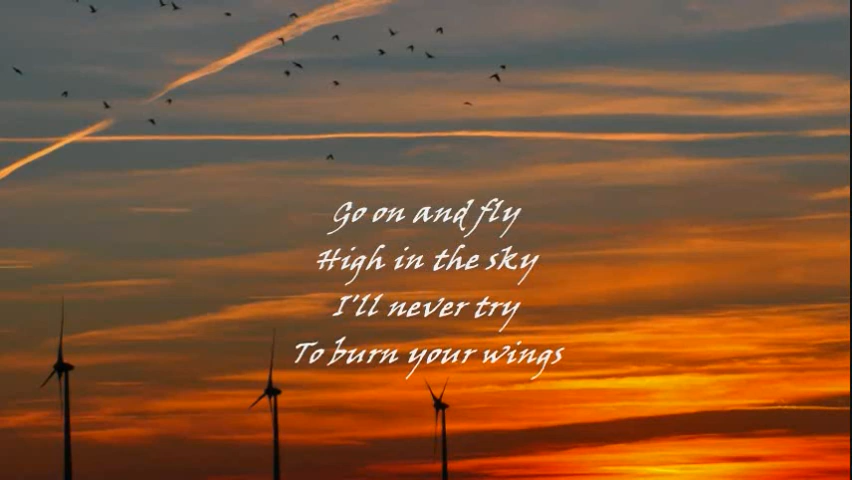 Go on and fly
High in the sky
I'll never try
To burn your wings